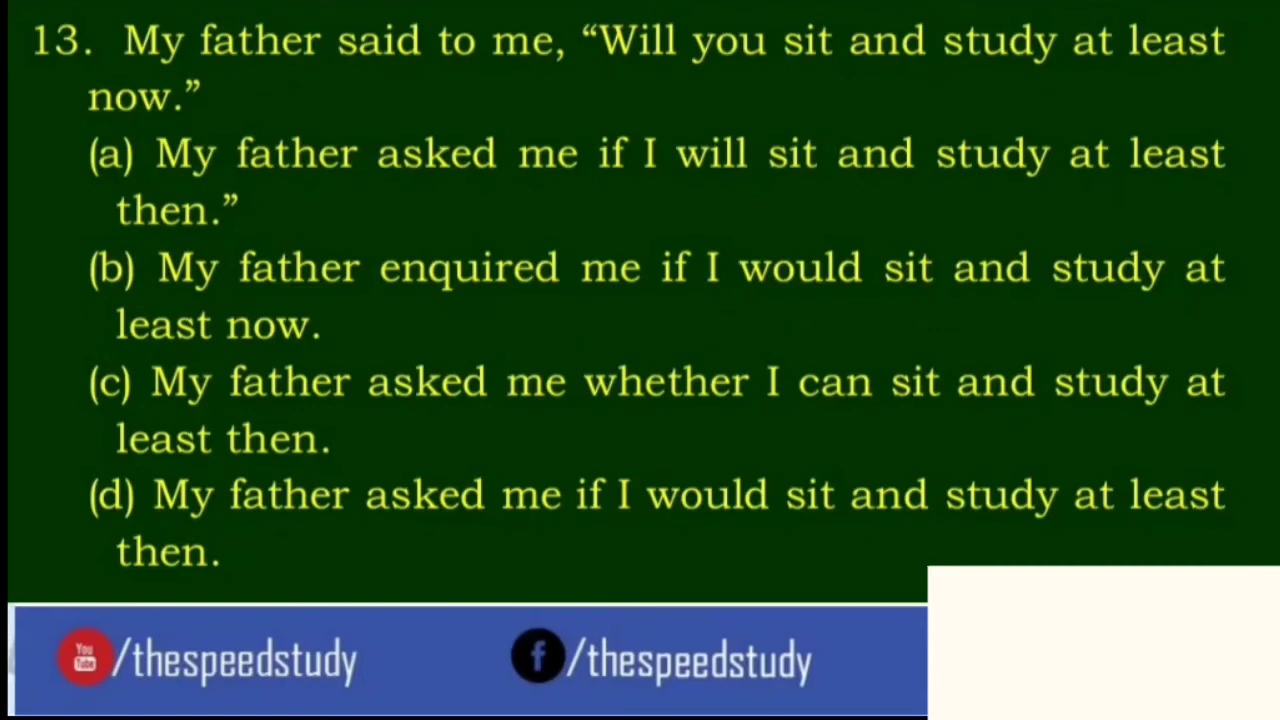 13. My father said to me, “Will you sit and study at least
now.”
(a) My father asked me if I will sit and study at least
then.”
(b) My father enquired me if I would sit and study at
least now.
(c) My father asked me whether I can sit and study at
least then.
(d) My father asked me if I would sit and study at least
then.
You
Tube
/thespeedstudy
f /thespeedstudy